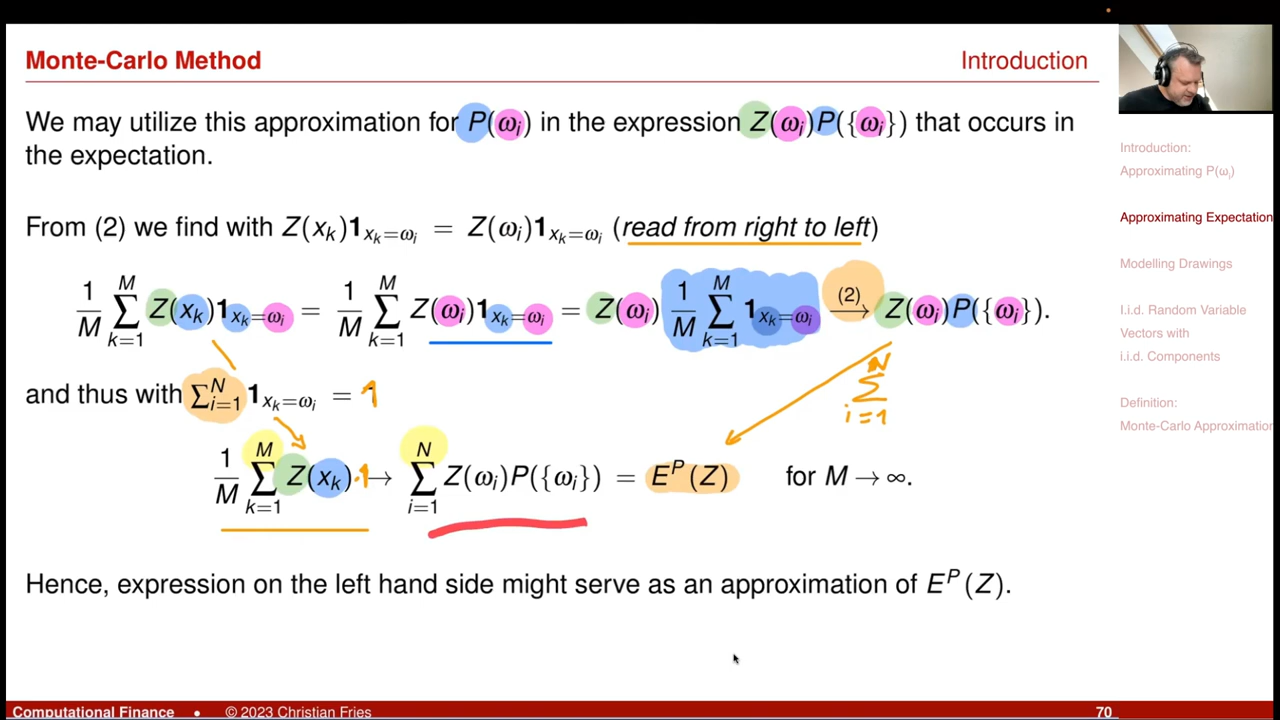 Monte-Carlo Method
Introduction
We may utilize this approximation for P(ωᵢ) in the expression Z(ωᵢ)P({ωᵢ}) that occurs in
the expectation.
From (2) we find with Z(xₖ)𝟏ₓₖ₌ωᵢ = Z(ωᵢ)𝟏ₓₖ₌ωᵢ (read from right to left)
1/M ∑ₖ₌₁ᴹ Z(xₖ)𝟏ₓₖ₌ωᵢ = 1/M ∑ₖ₌₁ᴹ Z(ωᵢ)𝟏ₓₖ₌ωᵢ = Z(ωᵢ) 1/M ∑ₖ₌₁ᴹ 𝟏ₓₖ₌ωᵢ (2)⟶ Z(ωᵢ)P({ωᵢ}).
∑ᵢ₌₁ᴺ
and thus with ∑ᵢ₌₁ᴺ 𝟏ₓₖ₌ωᵢ = 1
1/M ∑ₖ₌₁ᴹ Z(xₖ)·1 → ∑ᵢ₌₁ᴺ Z(ωᵢ)P({ωᵢ}) = Eᴾ(Z) for M → ∞.
Hence, expression on the left hand side might serve as an approximation of Eᴾ(Z).
Introduction:
Approximating P(ωᵢ)
Approximating Expectation
Modelling Drawings
I.i.d. Random Variable
Vectors with
i.i.d. Components
Definition:
Monte-Carlo Approximation
Computational Finance • © 2023 Christian Fries
70